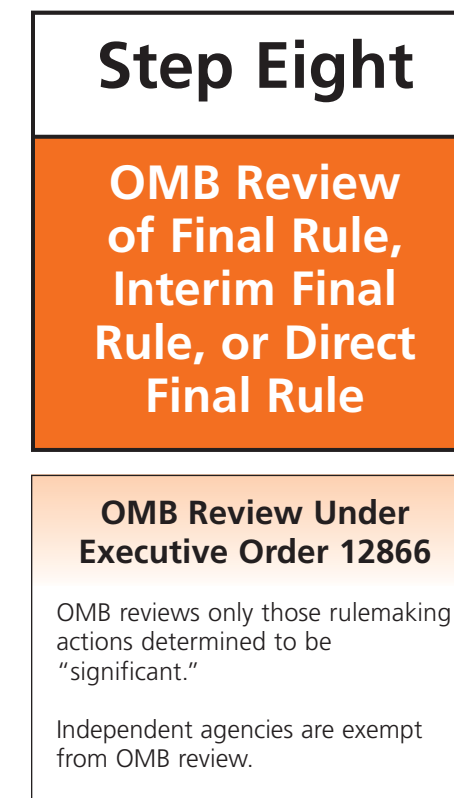 Step Eight
OMB Review
of Final Rule,
Interim Final
Rule, or Direct
Final Rule
OMB Review Under
Executive Order 12866
OMB reviews only those rulemaking
actions determined to be
“significant.”
Independent agencies are exempt
from OMB review.